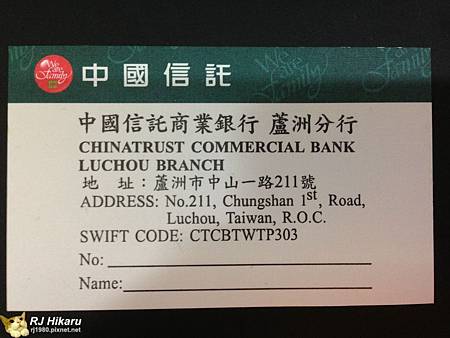 We are Family
中國信託
We are Family
Family
中國信託商業銀行 蘆洲分行
CHINATRUST COMMERCIAL BANK
LUCHOU BRANCH
地 址：蘆洲市中山一路211號
ADDRESS: No.211, Chungshan 1st, Road,
Luchou, Taiwan, R.O.C.
SWIFT CODE: CTCBTWTP303
No:
Name:
RJ Hikaru
rj1980.pixnet.net